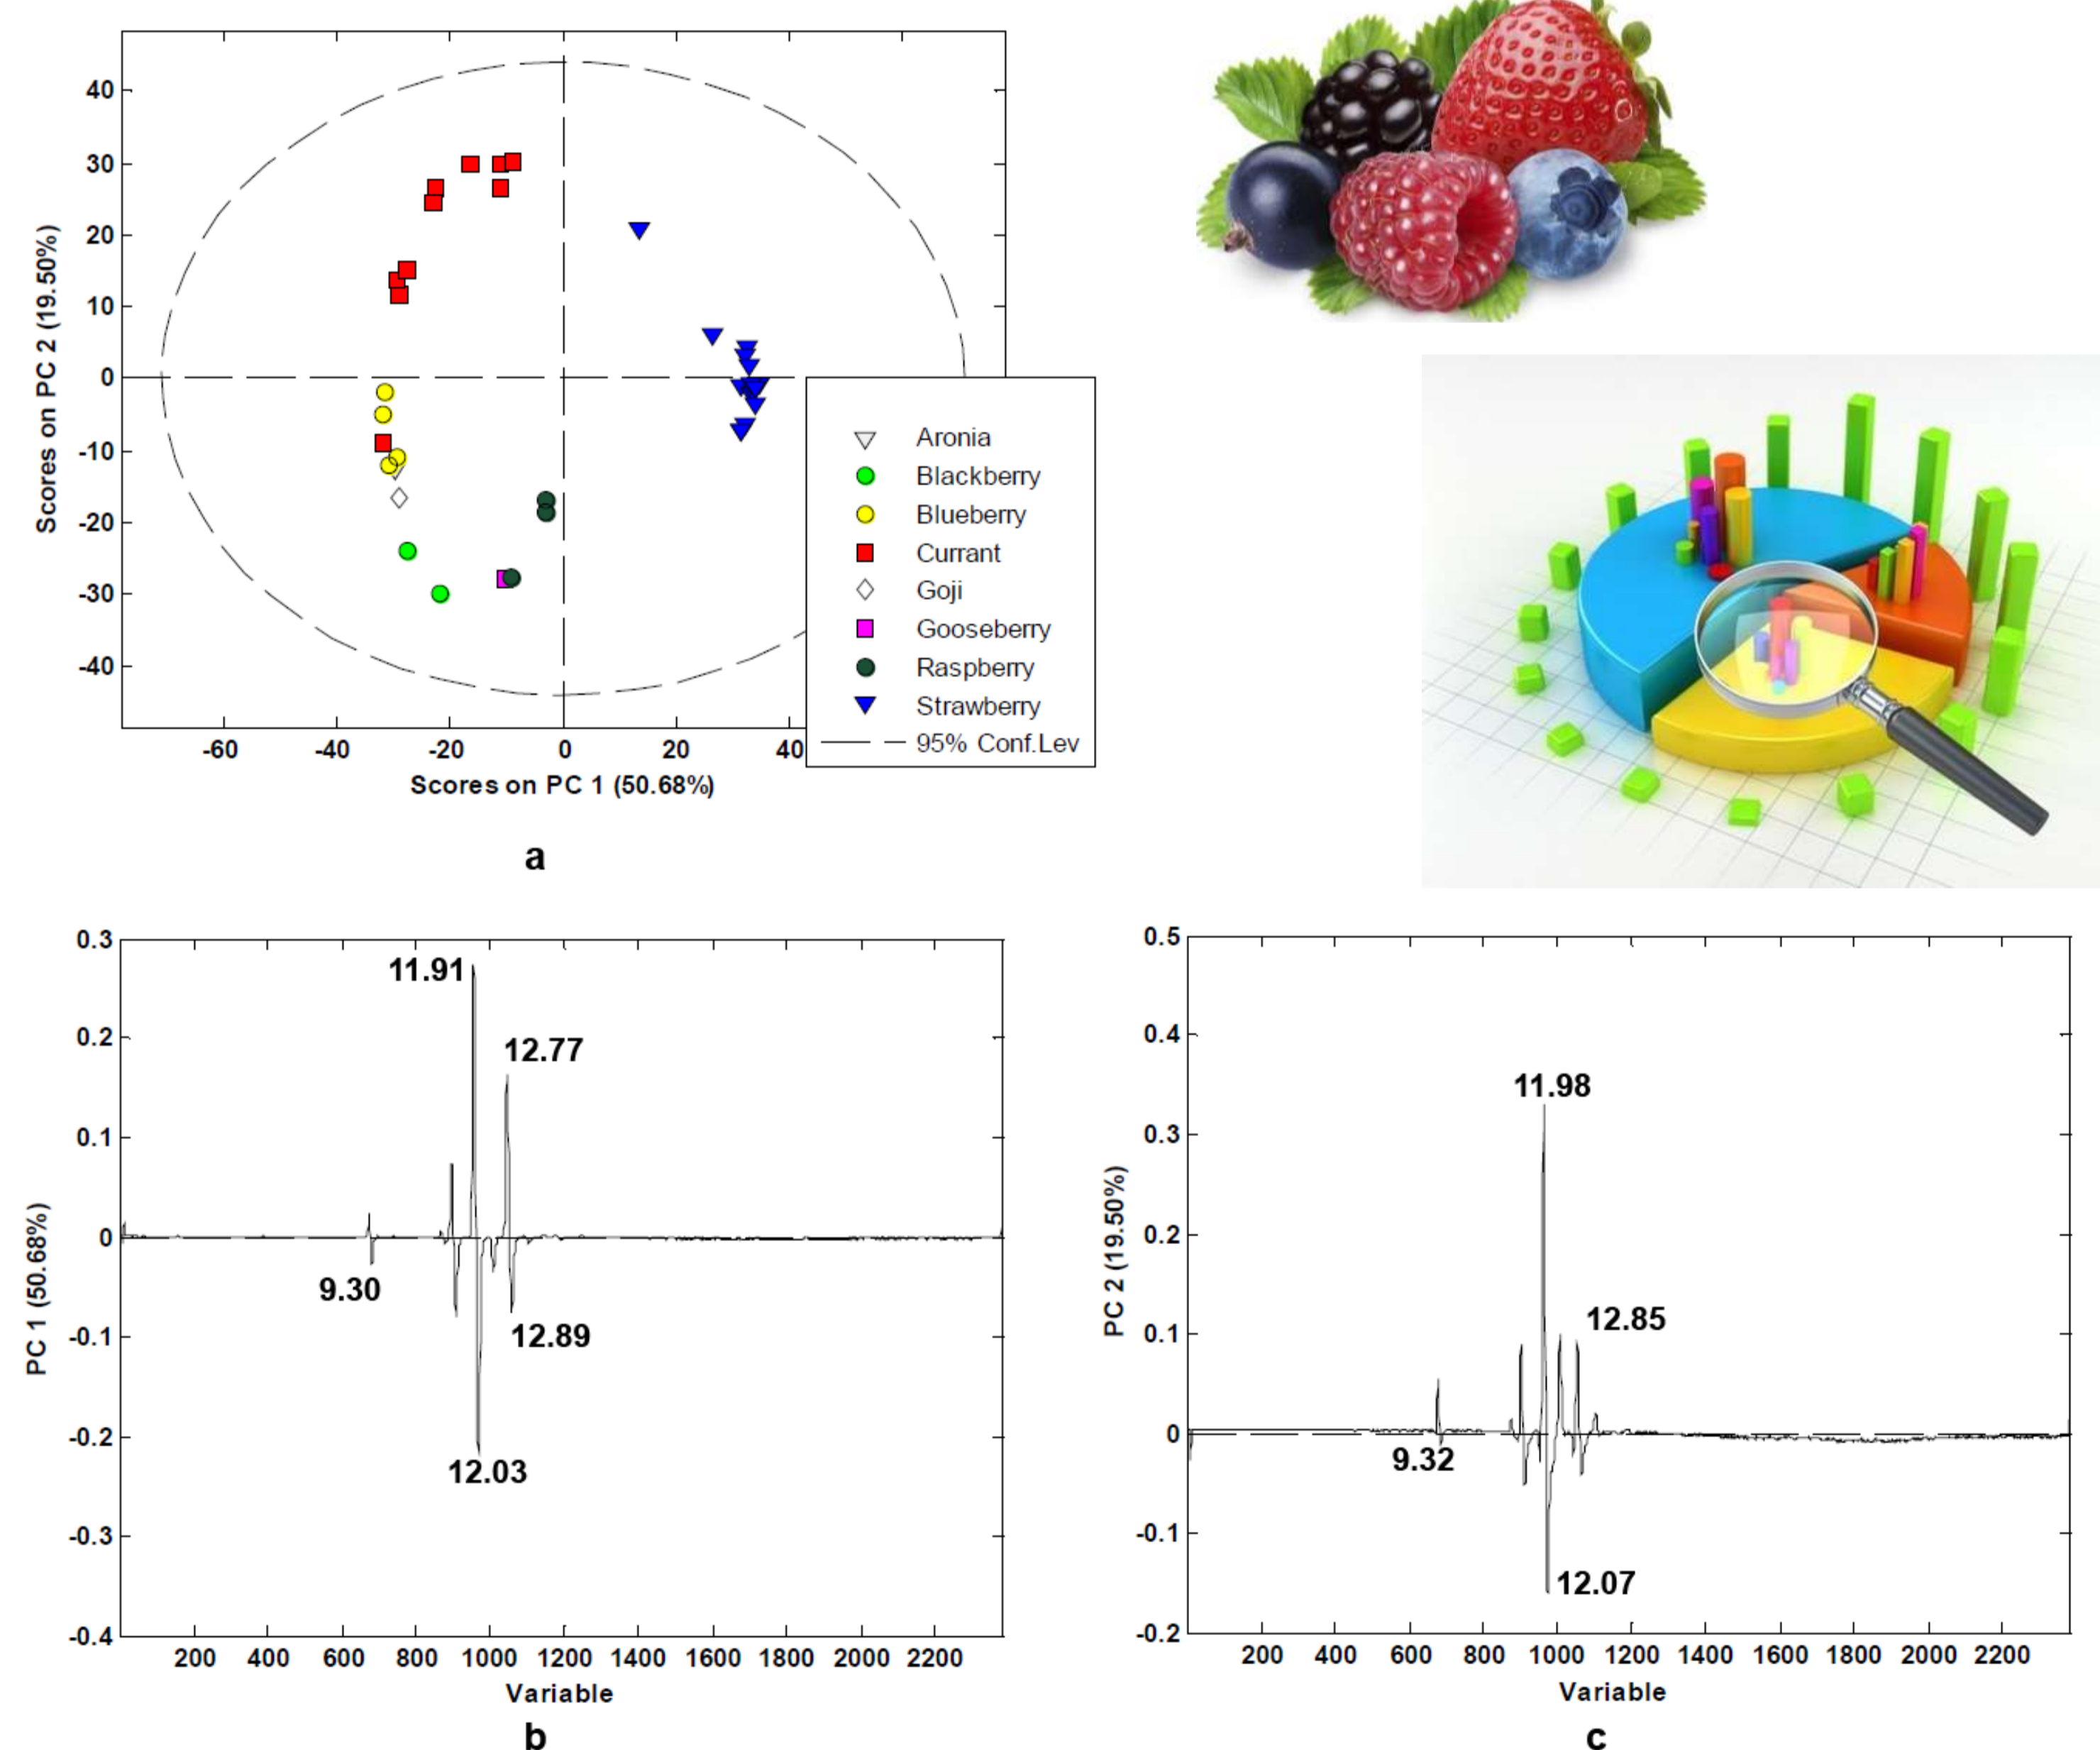 40
30
20
10
0
-10
-20
-30
-40
Scores on PC 2 (19.50%)
-60 -40 -20 0 20 40
Scores on PC 1 (50.68%)
Aronia
Blackberry
Blueberry
Currant
Goji
Gooseberry
Raspberry
Strawberry
95% Conf.Lev
a
0.3
0.2
0.1
0
-0.1
-0.2
-0.3
-0.4
PC 1 (50.68%)
11.91
12.77
9.30
12.89
12.03
200 400 600 800 1000 1200 1400 1600 1800 2000 2200
Variable
b
0.5
0.4
0.3
0.2
0.1
0
-0.1
-0.2
PC 2 (19.50%)
11.98
12.85
9.32
12.07
200 400 600 800 1000 1200 1400 1600 1800 2000 2200
Variable
c